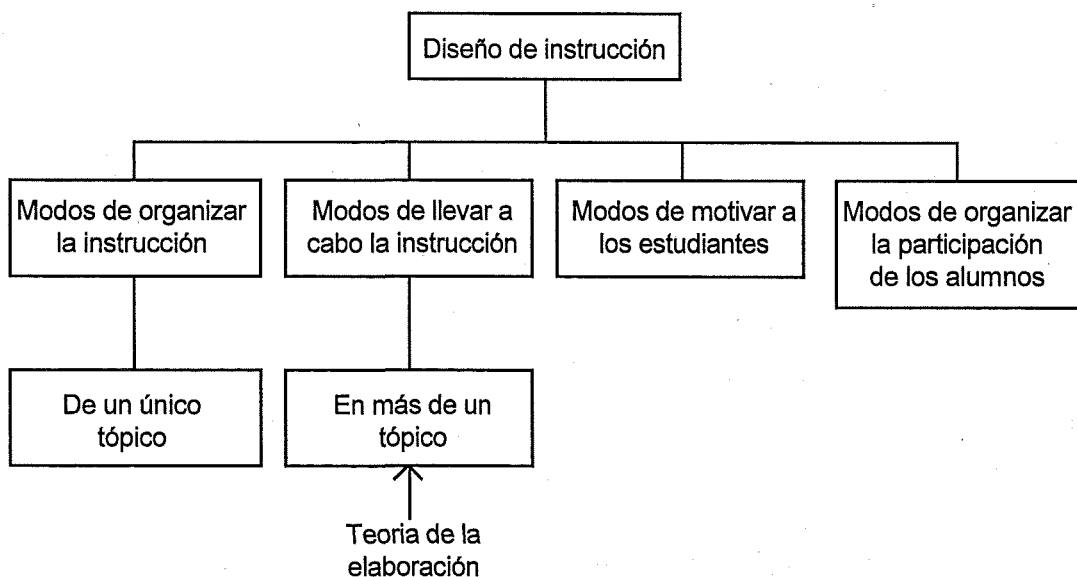 Diseño de instrucción
Modos de organizar
la instrucción
Modos de llevar a
cabo la instrucción
Modos de motivar a
los estudiantes
Modos de organizar
la participación
de los alumnos
De un único
tópico
En más de un
tópico
Teoria de la
elaboración